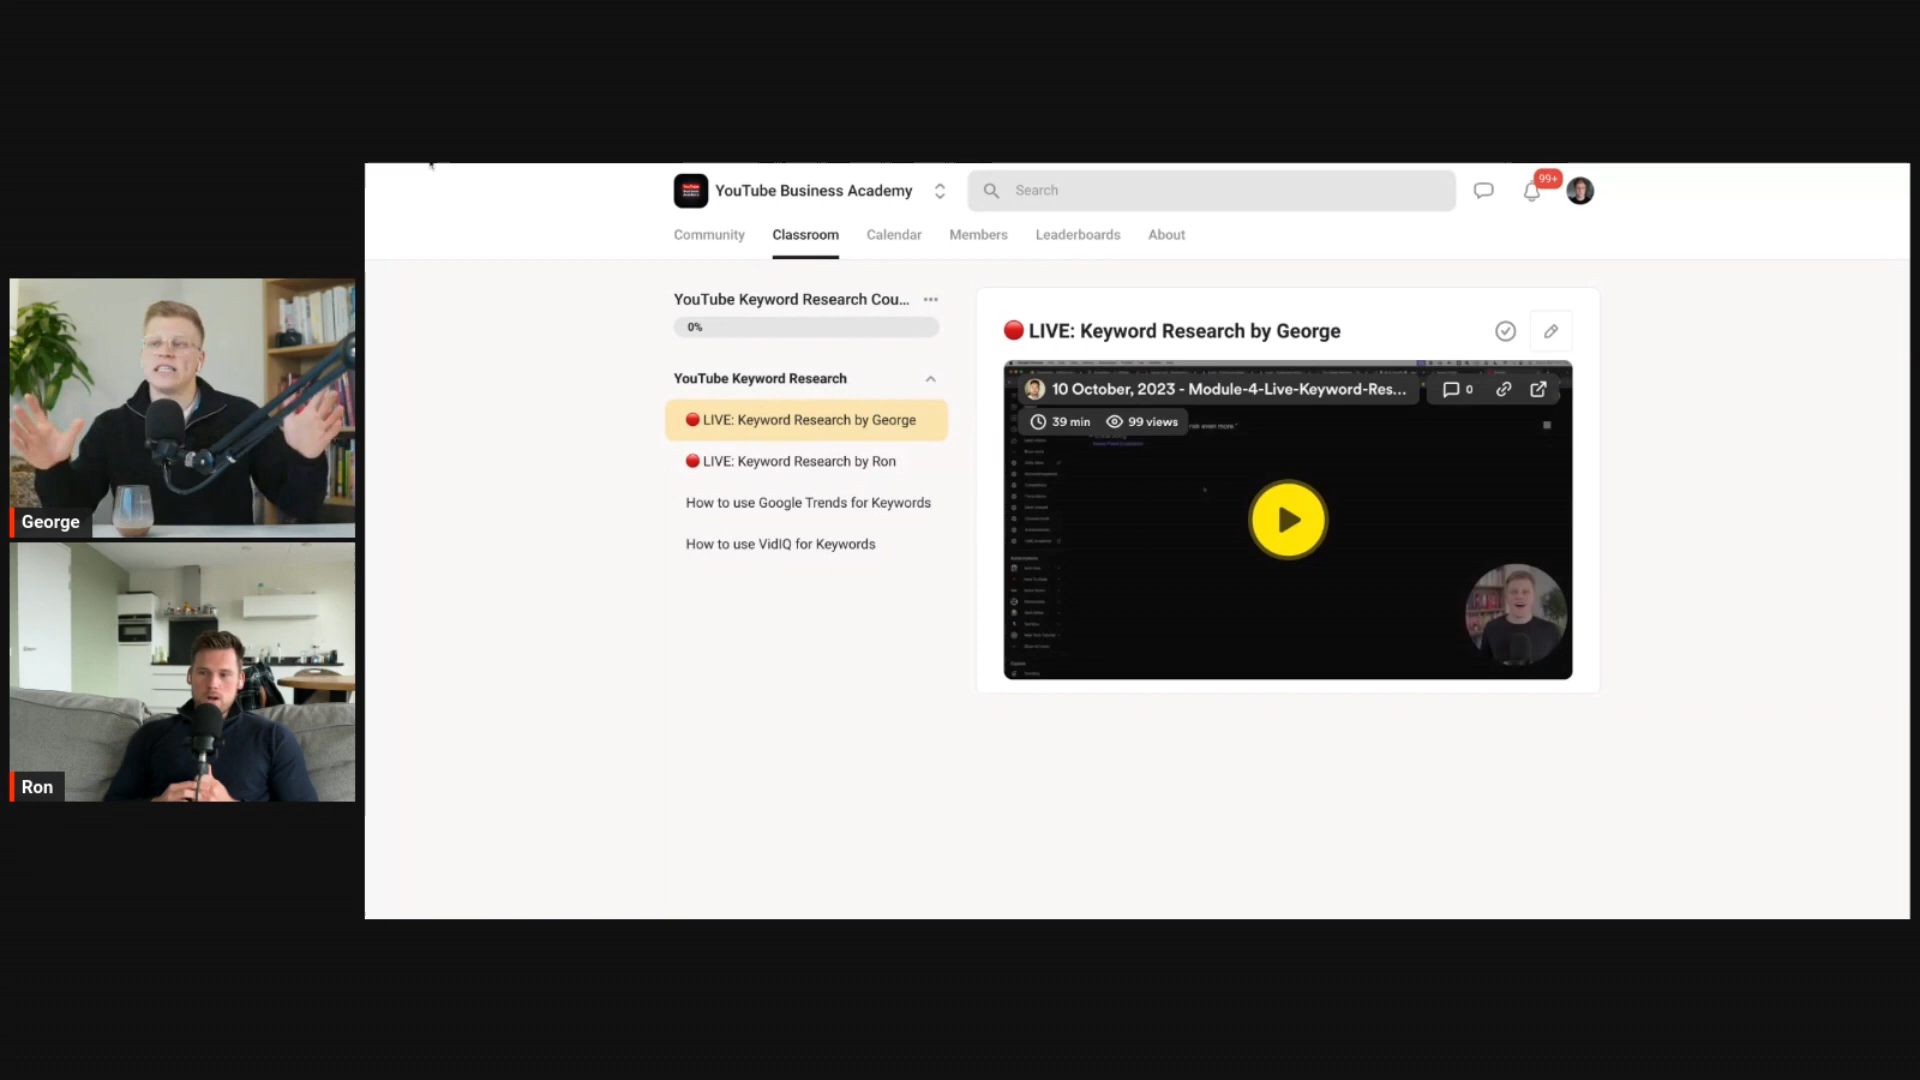 George
Ron
YouTube Business Academy
Search
99+
Community
Classroom
Calendar
Members
Leaderboards
About
YouTube Keyword Research Cou...
0%
YouTube Keyword Research
LIVE: Keyword Research by George
LIVE: Keyword Research by Ron
How to use Google Trends for Keywords
How to use VidIQ for Keywords
LIVE: Keyword Research by George
10 October, 2023 - Module-4-Live-Keyword-Res...
0
39 min
99 views
risk even more."